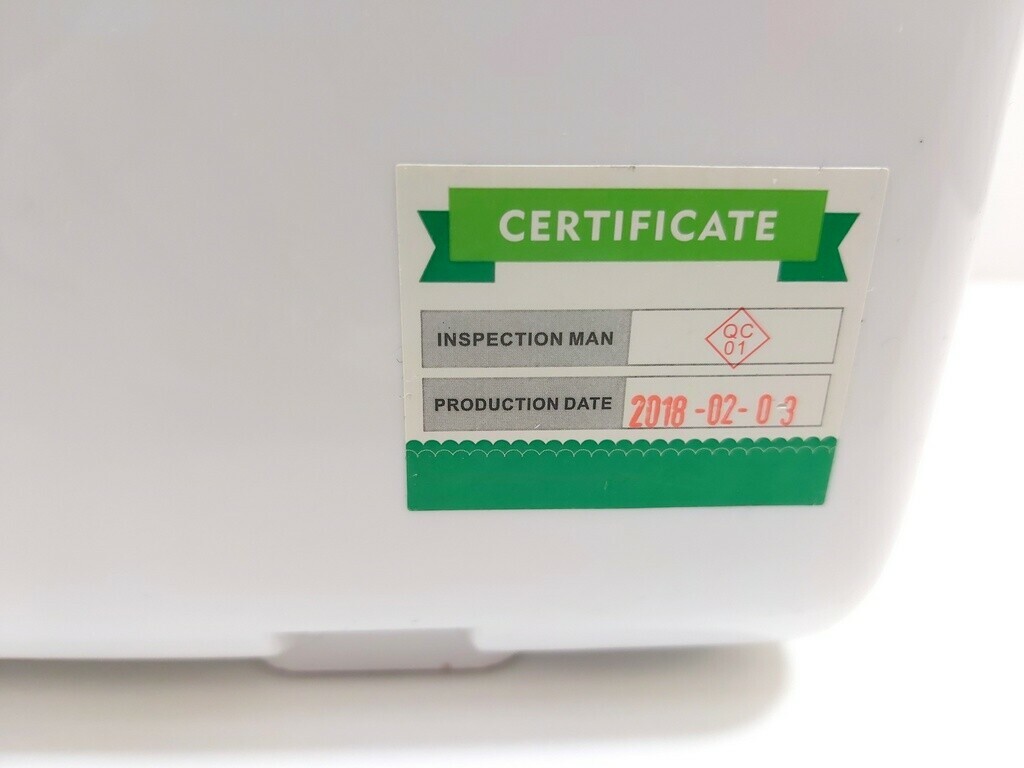 CERTIFICATE
INSPECTION MAN
QC
01
PRODUCTION DATE
2018-02-03